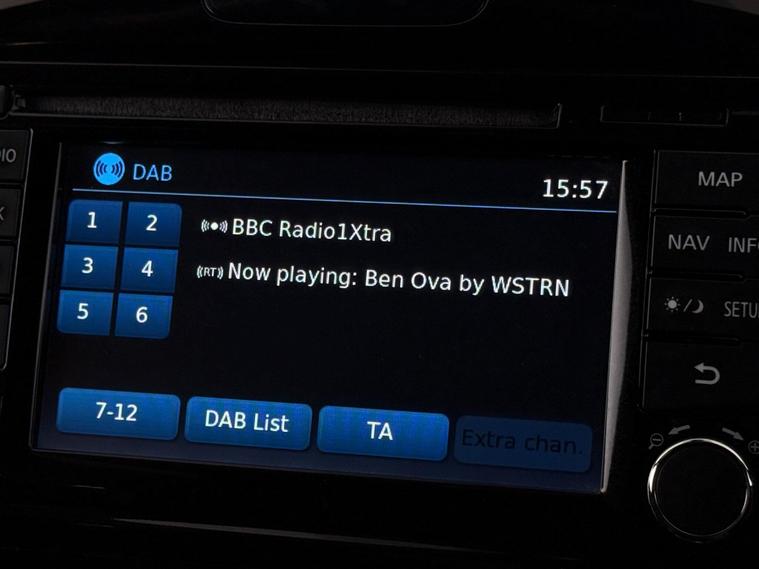 DAB
15:57
1 2
3 4
5 6
BBC Radio1Xtra
(RT) Now playing: Ben Ova by WSTRN
7-12 DAB List TA Extra chan.
MAP
NAV